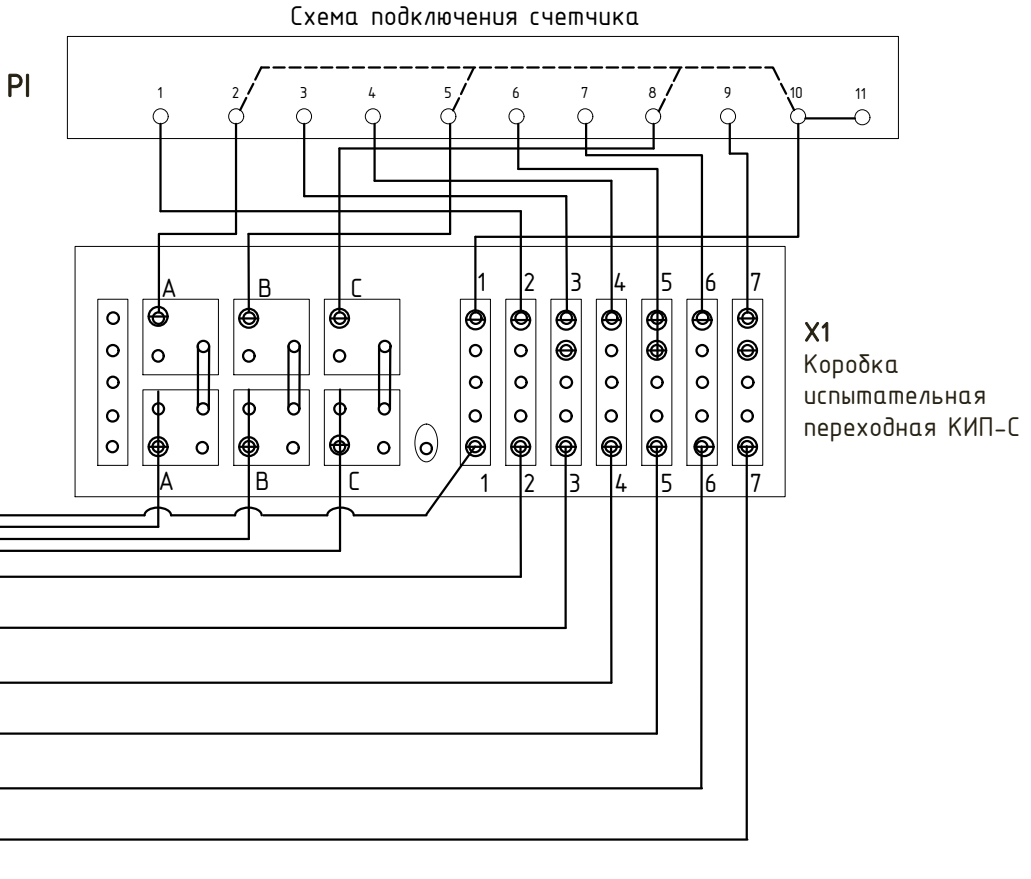 Схема подключения счетчика
PI
1 2 3 4 5 6 7 8 9 10 11
A B C 1 2 3 4 5 6 7
X1
Коробка
испытательная
переходная КИП-С
A B C 1 2 3 4 5 6 7